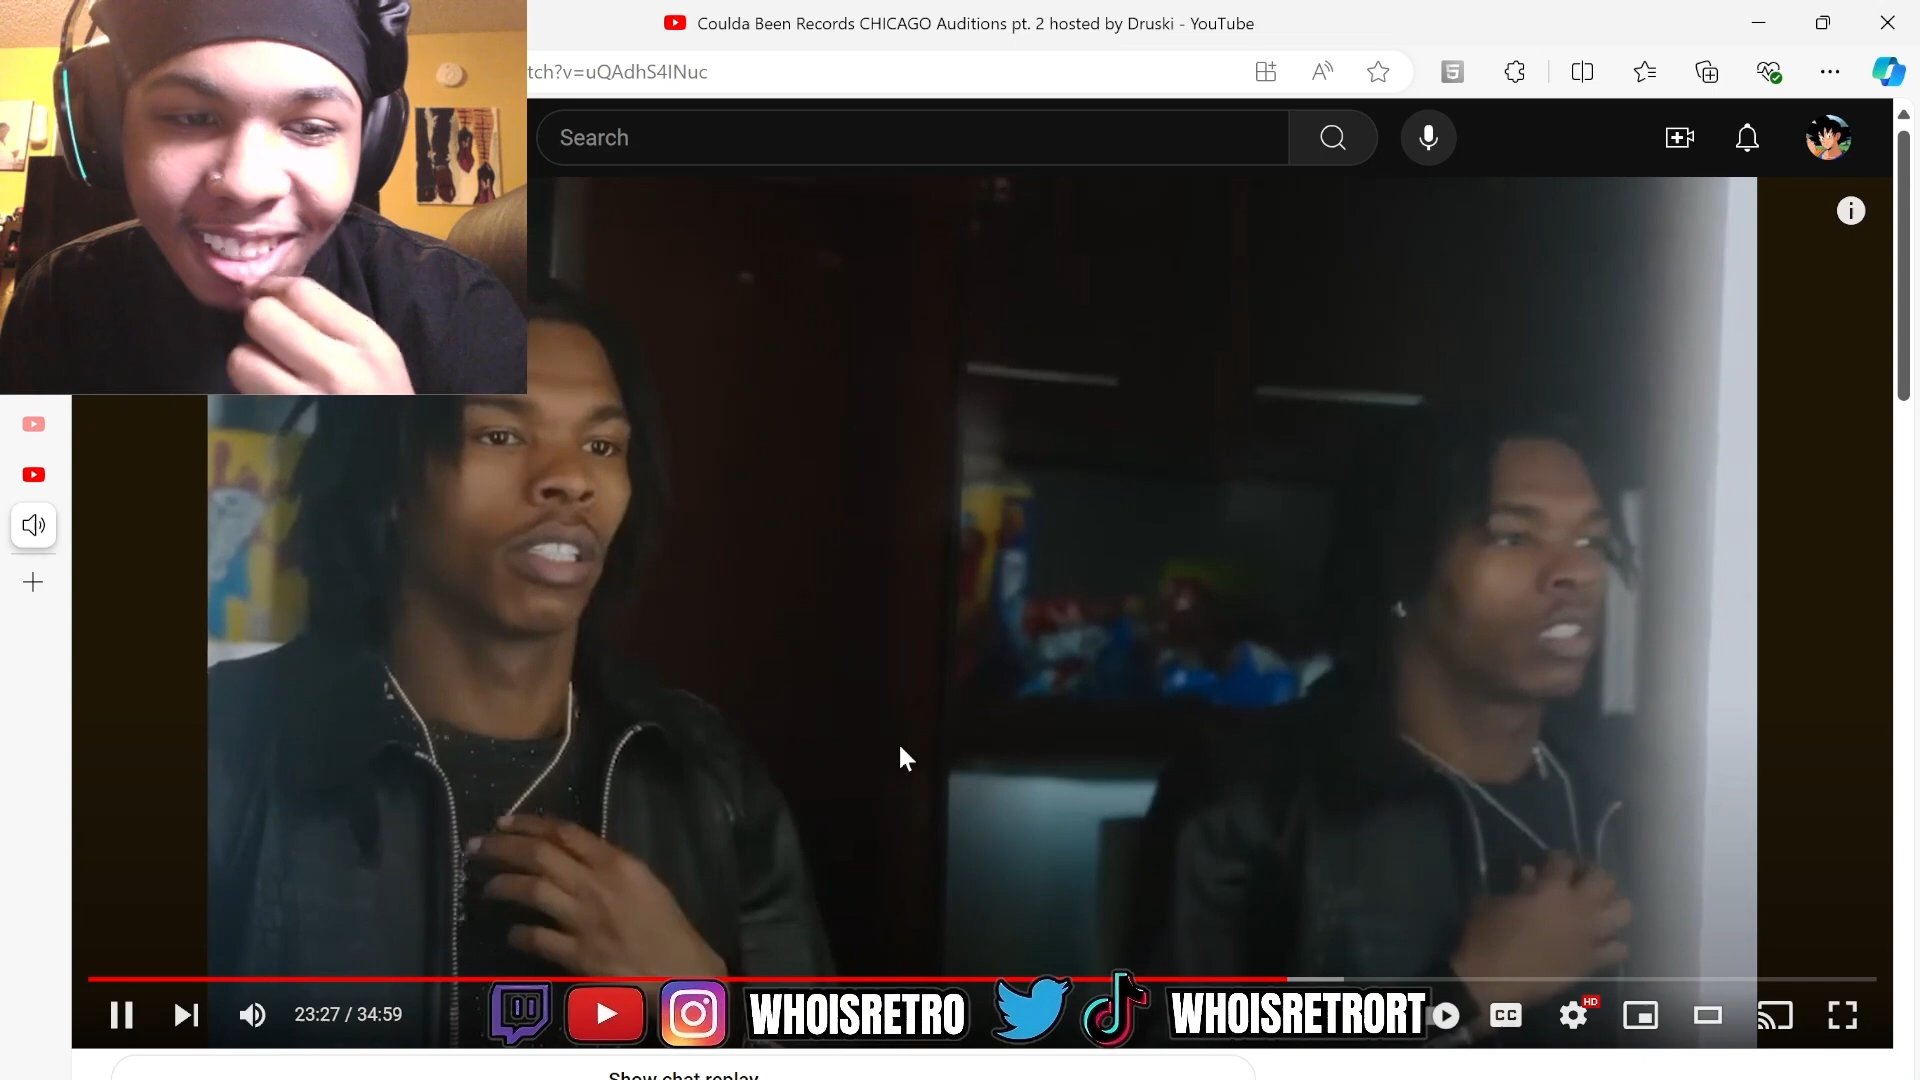 Coulda Been Records CHICAGO Auditions pt. 2 hosted by Druski - YouTube
tch?v=uQAdhS4INuc
Search
23:27 / 34:59
WHOISRETRO
WHOISRETRORT
CC
HD
Show chat replay